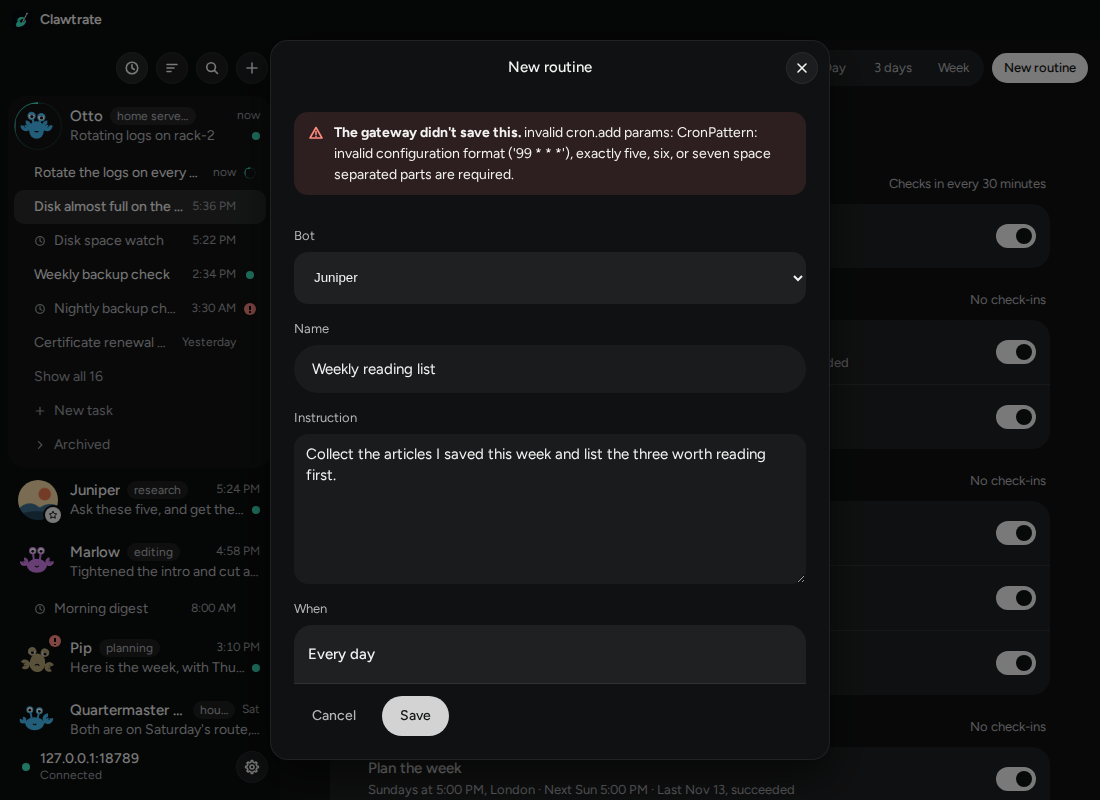 Clawtrate
New routine
Day
3 days
Week
New routine
Otto
home serve...
now
Rotating logs on rack-2
Rotate the logs on every ...
now
Disk almost full on the ...
5:36 PM
Disk space watch
5:22 PM
Weekly backup check
2:34 PM
Nightly backup ch...
3:30 AM
Certificate renewal ...
Yesterday
Show all 16
New task
Archived
Juniper
research
5:24 PM
Ask these five, and get the...
Marlow
editing
4:58 PM
Tightened the intro and cut a...
Morning digest
8:00 AM
Pip
planning
3:10 PM
Here is the week, with Thu...
Quartermaster ...
hou...
Sat
Both are on Saturday's route,...
127.0.0.1:18789
Connected
The gateway didn't save this. invalid cron.add params: CronPattern:
invalid configuration format ('99 * * *'), exactly five, six, or seven space
separated parts are required.
Bot
Juniper
Name
Weekly reading list
Instruction
Collect the articles I saved this week and list the three worth reading
first.
When
Every day
Cancel
Save
Checks in every 30 minutes
No check-ins
No check-ins
No check-ins
Plan the week
Sundays at 5:00 PM, London · Next Sun 5:00 PM · Last Nov 13, succeeded